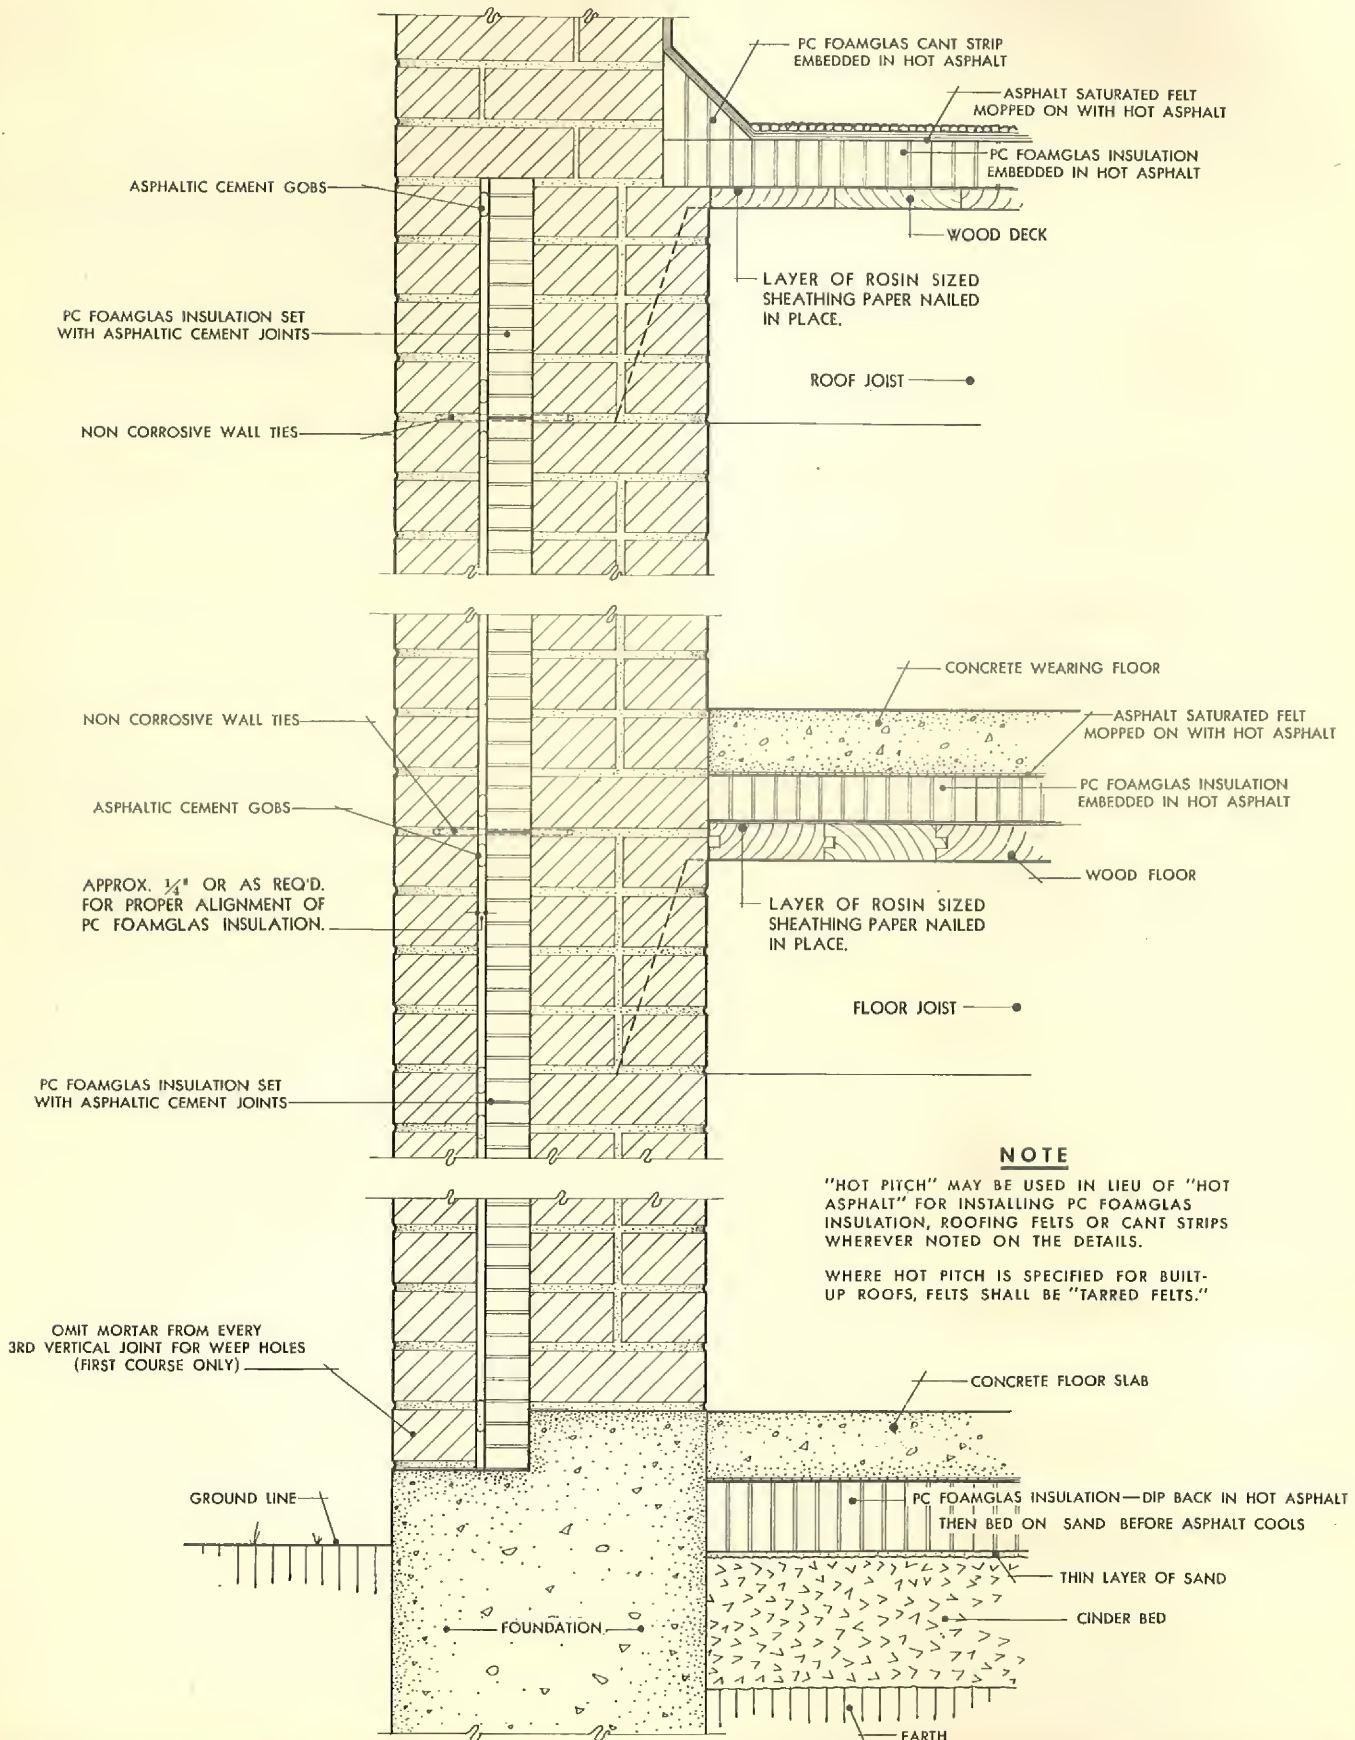 PC FOAMGLAS CANT STRIP
EMBEDDED IN HOT ASPHALT
ASPHALT SATURATED FELT
MOPPED ON WITH HOT ASPHALT
PC FOAMGLAS INSULATION
EMBEDDED IN HOT ASPHALT
ASPHALTIC CEMENT GOBS
WOOD DECK
LAYER OF ROSIN SIZED
SHEATHING PAPER NAILED
IN PLACE.
PC FOAMGLAS INSULATION SET
WITH ASPHALTIC CEMENT JOINTS
ROOF JOIST
NON CORROSIVE WALL TIES
CONCRETE WEARING FLOOR
NON CORROSIVE WALL TIES
ASPHALT SATURATED FELT
MOPPED ON WITH HOT ASPHALT
PC FOAMGLAS INSULATION
EMBEDDED IN HOT ASPHALT
ASPHALTIC CEMENT GOBS
WOOD FLOOR
APPROX. 1/4" OR AS REQ'D.
FOR PROPER ALIGNMENT OF
PC FOAMGLAS INSULATION.
LAYER OF ROSIN SIZED
SHEATHING PAPER NAILED
IN PLACE.
FLOOR JOIST
PC FOAMGLAS INSULATION SET
WITH ASPHALTIC CEMENT JOINTS
NOTE
"HOT PITCH" MAY BE USED IN LIEU OF "HOT
ASPHALT" FOR INSTALLING PC FOAMGLAS
INSULATION, ROOFING FELTS OR CANT STRIPS
WHEREVER NOTED ON THE DETAILS.
WHERE HOT PITCH IS SPECIFIED FOR BUILT-
UP ROOFS, FELTS SHALL BE "TARRED FELTS."
OMIT MORTAR FROM EVERY
3RD VERTICAL JOINT FOR WEEP HOLES
(FIRST COURSE ONLY)
CONCRETE FLOOR SLAB
GROUND LINE
PC FOAMGLAS INSULATION—DIP BACK IN HOT ASPHALT
THEN BED ON SAND BEFORE ASPHALT COOLS
THIN LAYER OF SAND
CINDER BED
FOUNDATION
EARTH